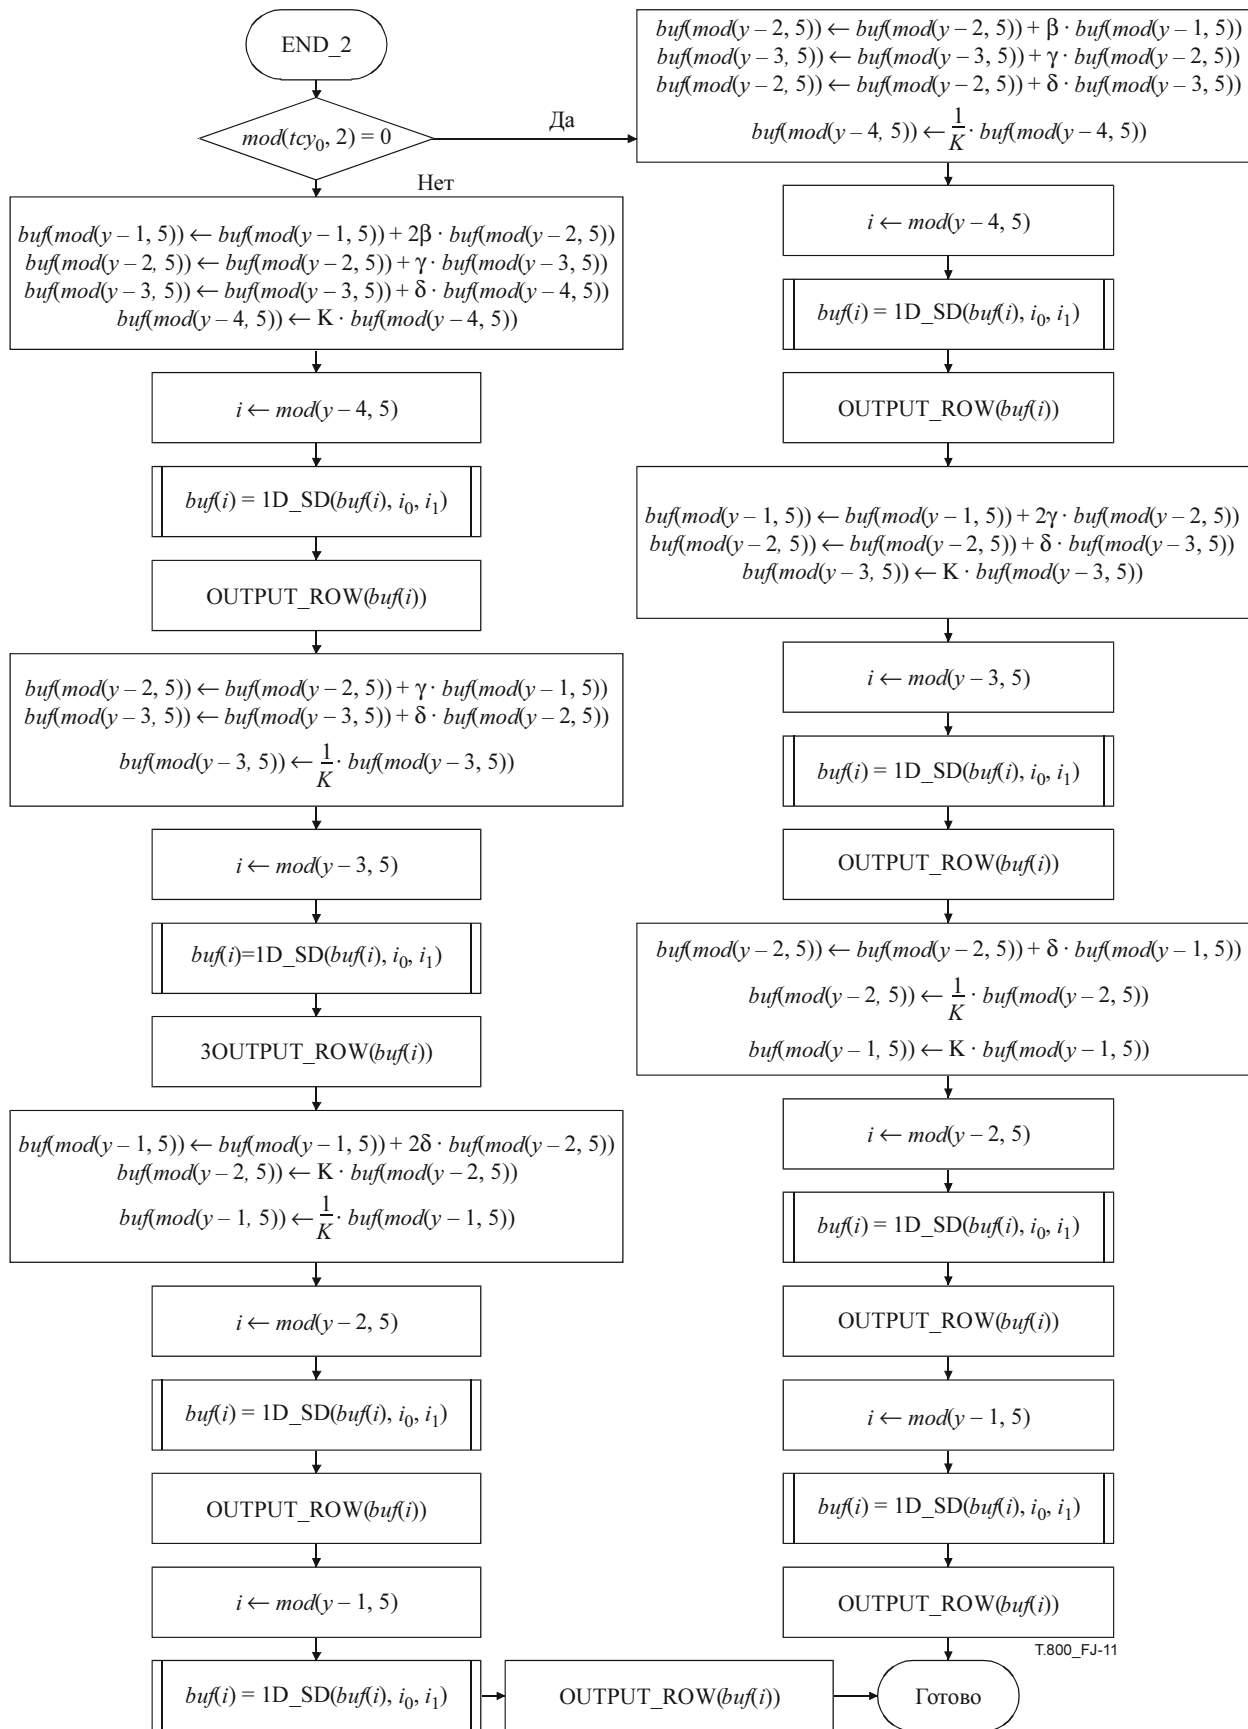 END_2
mod(tcy₀, 2) = 0
Да
Нет
buf(mod(y – 1, 5)) ← buf(mod(y – 1, 5)) + 2β · buf(mod(y – 2, 5))
buf(mod(y – 2, 5)) ← buf(mod(y – 2, 5)) + γ · buf(mod(y – 3, 5))
buf(mod(y – 3, 5)) ← buf(mod(y – 3, 5)) + δ · buf(mod(y – 4, 5))
buf(mod(y – 4, 5)) ← K · buf(mod(y – 4, 5))
i ← mod(y – 4, 5)
buf(i) = 1D_SD(buf(i), i₀, i₁)
OUTPUT_ROW(buf(i))
buf(mod(y – 2, 5)) ← buf(mod(y – 2, 5)) + γ · buf(mod(y – 1, 5))
buf(mod(y – 3, 5)) ← buf(mod(y – 3, 5)) + δ · buf(mod(y – 2, 5))
buf(mod(y – 3, 5)) ← 1/K · buf(mod(y – 3, 5))
i ← mod(y – 3, 5)
buf(i)=1D_SD(buf(i), i₀, i₁)
3OUTPUT_ROW(buf(i))
buf(mod(y – 1, 5)) ← buf(mod(y – 1, 5)) + 2δ · buf(mod(y – 2, 5))
buf(mod(y – 2, 5)) ← K · buf(mod(y – 2, 5))
buf(mod(y – 1, 5)) ← 1/K · buf(mod(y – 1, 5))
i ← mod(y – 2, 5)
buf(i) = 1D_SD(buf(i), i₀, i₁)
OUTPUT_ROW(buf(i))
i ← mod(y – 1, 5)
buf(i) = 1D_SD(buf(i), i₀, i₁)
OUTPUT_ROW(buf(i))
buf(mod(y – 2, 5)) ← buf(mod(y – 2, 5)) + β · buf(mod(y – 1, 5))
buf(mod(y – 3, 5)) ← buf(mod(y – 3, 5)) + γ · buf(mod(y – 2, 5))
buf(mod(y – 2, 5)) ← buf(mod(y – 2, 5)) + δ · buf(mod(y – 3, 5))
buf(mod(y – 4, 5)) ← 1/K · buf(mod(y – 4, 5))
i ← mod(y – 4, 5)
buf(i) = 1D_SD(buf(i), i₀, i₁)
OUTPUT_ROW(buf(i))
buf(mod(y – 1, 5)) ← buf(mod(y – 1, 5)) + 2γ · buf(mod(y – 2, 5))
buf(mod(y – 2, 5)) ← buf(mod(y – 2, 5)) + δ · buf(mod(y – 3, 5))
buf(mod(y – 3, 5)) ← K · buf(mod(y – 3, 5))
i ← mod(y – 3, 5)
buf(i) = 1D_SD(buf(i), i₀, i₁)
OUTPUT_ROW(buf(i))
buf(mod(y – 2, 5)) ← buf(mod(y – 2, 5)) + δ · buf(mod(y – 1, 5))
buf(mod(y – 2, 5)) ← 1/K · buf(mod(y – 2, 5))
buf(mod(y – 1, 5)) ← K · buf(mod(y – 1, 5))
i ← mod(y – 2, 5)
buf(i) = 1D_SD(buf(i), i₀, i₁)
OUTPUT_ROW(buf(i))
i ← mod(y – 1, 5)
buf(i) = 1D_SD(buf(i), i₀, i₁)
OUTPUT_ROW(buf(i))
T.800_FJ-11
Готово